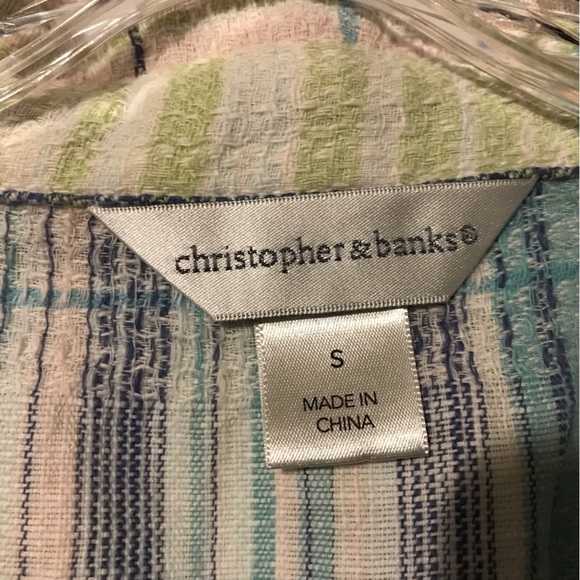 christopher & banks®
S
MADE IN
CHINA